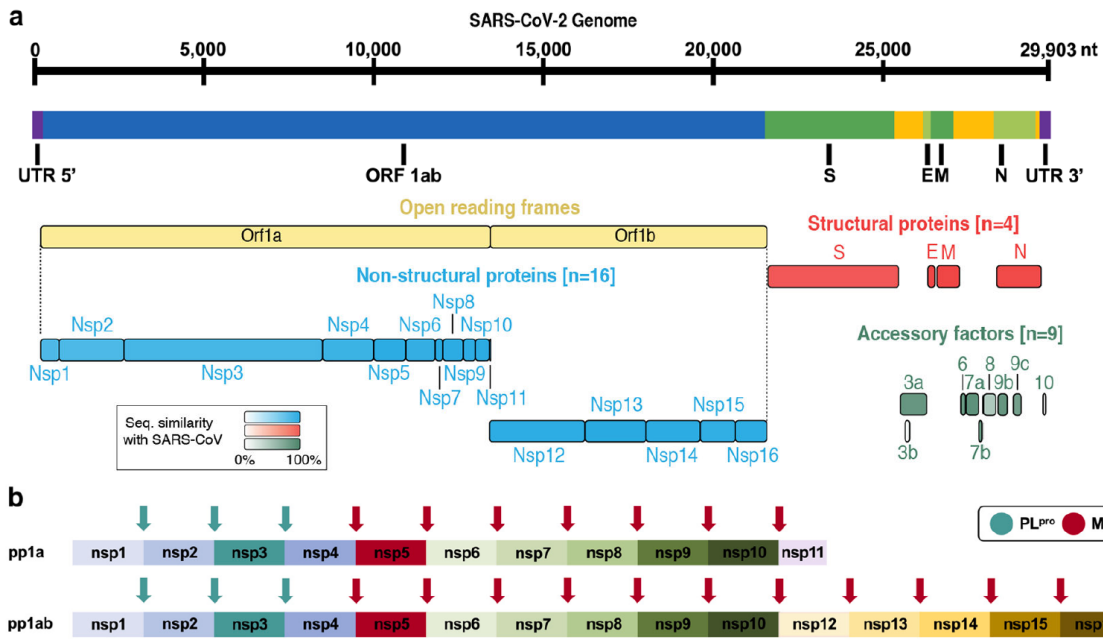 a
SARS-CoV-2 Genome
0 5,000 10,000 15,000 20,000 25,000 29,903 nt
UTR 5' ORF 1ab S E M N UTR 3'
Open reading frames
Orf1a Orf1b
Structural proteins [n=4]
S E M N
Non-structural proteins [n=16]
Nsp8
Nsp2 Nsp4 Nsp6 Nsp10
Nsp1 Nsp3 Nsp5 Nsp9
Nsp7 Nsp11
Accessory factors [n=9]
6 8 9c
3a 7a 9b 10
3b 7b
Seq. similarity
with SARS-CoV
0% 100%
Nsp13 Nsp15
Nsp12 Nsp14 Nsp16
b
PLpro M
pp1a nsp1 nsp2 nsp3 nsp4 nsp5 nsp6 nsp7 nsp8 nsp9 nsp10 nsp11
pp1ab nsp1 nsp2 nsp3 nsp4 nsp5 nsp6 nsp7 nsp8 nsp9 nsp10 nsp12 nsp13 nsp14 nsp15 nsp